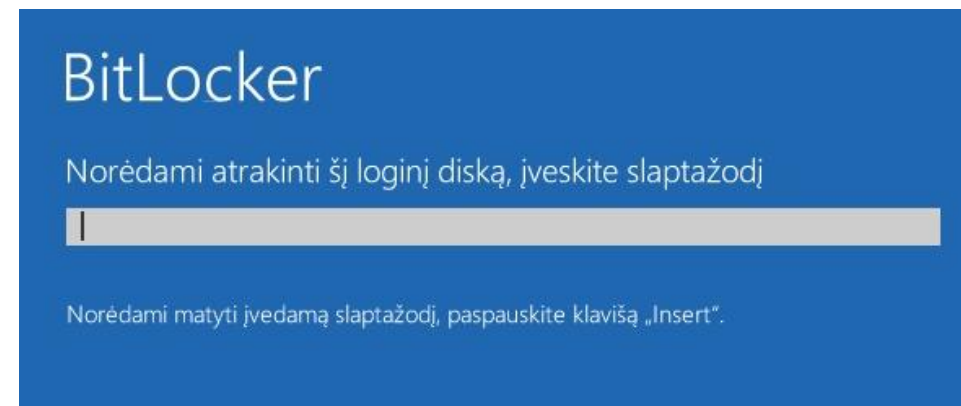 BitLocker
Norėdami atrakinti šį loginį diską, įveskite slaptažodį
Norėdami matyti įvedamą slaptažodį, paspauskite klavišą „Insert“.